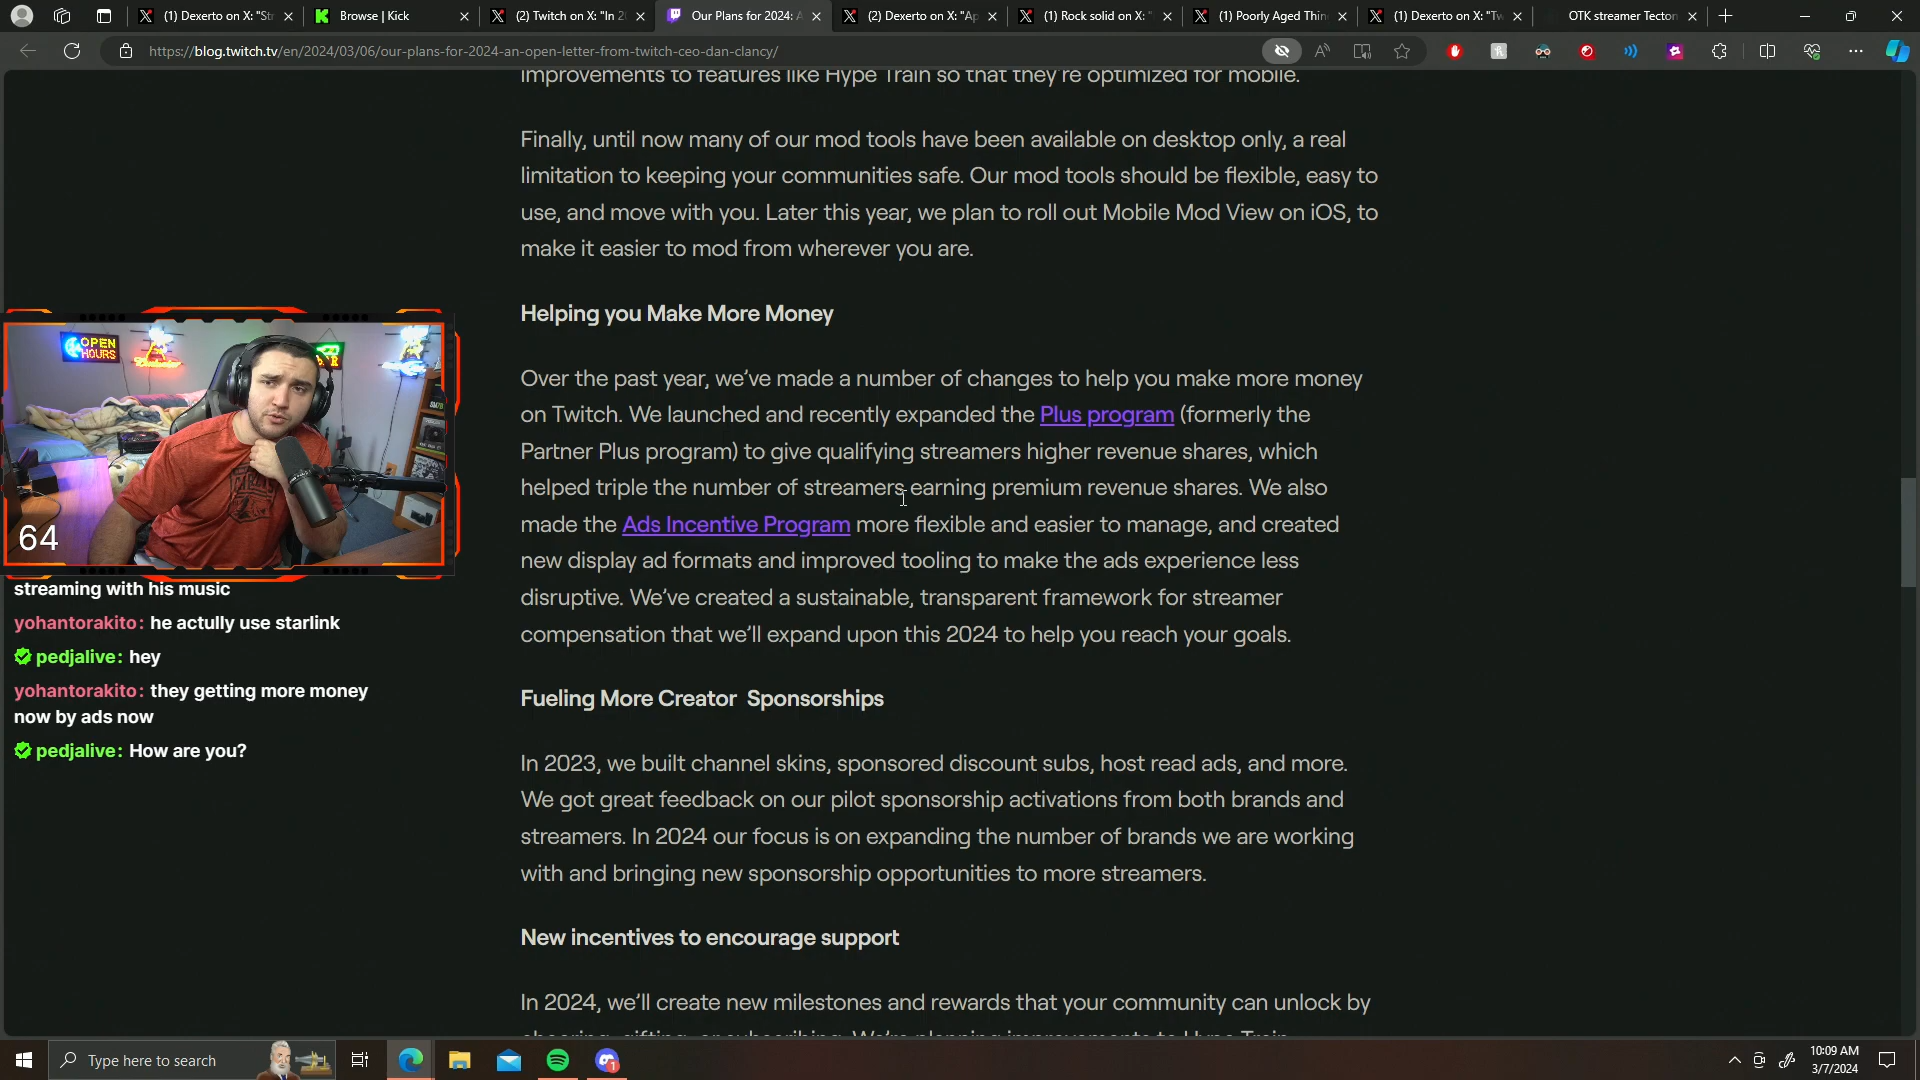 (1) Dexerto on X: "St
Browse | Kick
(2) Twitch on X: "In 2
Our Plans for 2024: A
(2) Dexerto on X: "Ap
(1) Rock solid on X: "
(1) Poorly Aged Thin
(1) Dexerto on X: "Tw
OTK streamer Tecton
https://blog.twitch.tv/en/2024/03/06/our-plans-for-2024-an-open-letter-from-twitch-ceo-dan-clancy/
improvements to features like Hype Train so that they're optimized for mobile.
Finally, until now many of our mod tools have been available on desktop only, a real
limitation to keeping your communities safe. Our mod tools should be flexible, easy to
use, and move with you. Later this year, we plan to roll out Mobile Mod View on iOS, to
make it easier to mod from wherever you are.
Helping you Make More Money
Over the past year, we've made a number of changes to help you make more money
on Twitch. We launched and recently expanded the Plus program (formerly the
Partner Plus program) to give qualifying streamers higher revenue shares, which
helped triple the number of streamers earning premium revenue shares. We also
made the Ads Incentive Program more flexible and easier to manage, and created
new display ad formats and improved tooling to make the ads experience less
disruptive. We've created a sustainable, transparent framework for streamer
compensation that we'll expand upon this 2024 to help you reach your goals.
Fueling More Creator Sponsorships
In 2023, we built channel skins, sponsored discount subs, host read ads, and more.
We got great feedback on our pilot sponsorship activations from both brands and
streamers. In 2024 our focus is on expanding the number of brands we are working
with and bringing new sponsorship opportunities to more streamers.
New incentives to encourage support
In 2024, we'll create new milestones and rewards that your community can unlock by
OPEN
HOURS
SM7B
64
streaming with his music
yohantorakito: he actully use starlink
pedjalive: hey
yohantorakito: they getting more money
now by ads now
pedjalive: How are you?
Type here to search
10:09 AM
3/7/2024